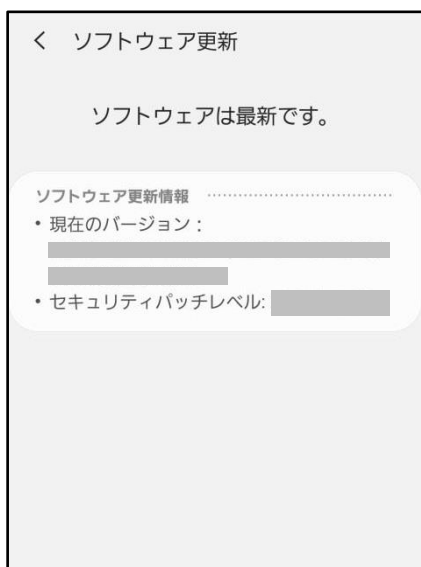 ソフトウェア更新
ソフトウェアは最新です。
ソフトウェア更新情報
・現在のバージョン：
・セキュリティパッチレベル: